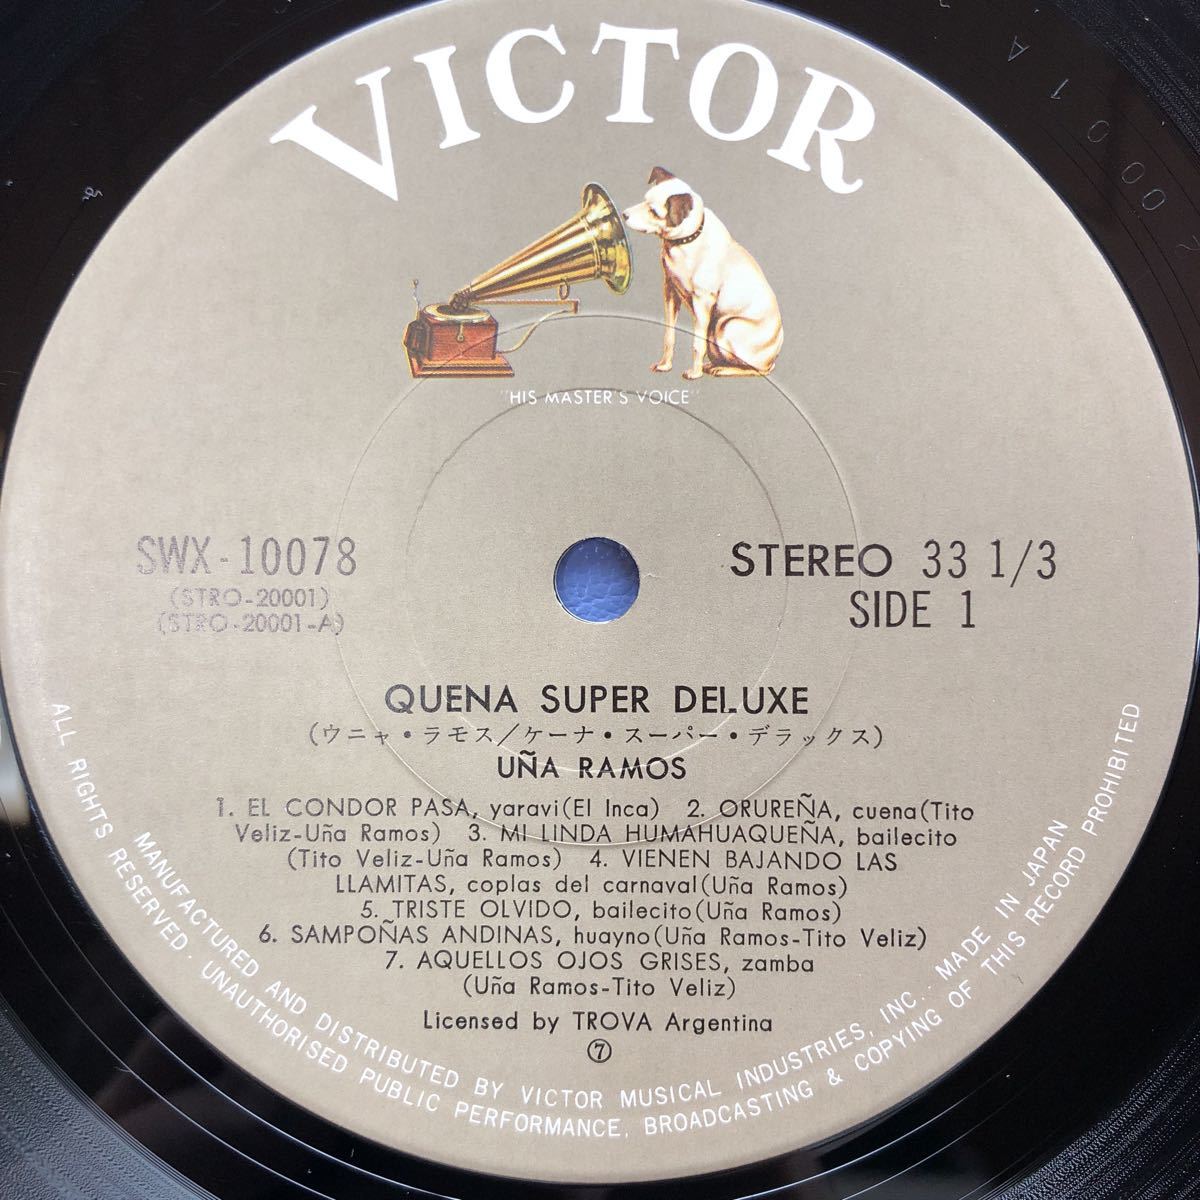 VICTOR
"HIS MASTER'S VOICE"
SWX-10078
(STRO-20001)
(STRO-20001-A)
STEREO 33 1/3
SIDE 1
QUENA SUPER DELUXE
(ウニャ・ラモス/ケーナ・スーパー・デラックス)
UÑA RAMOS
1. EL CONDOR PASA, yaravi(El Inca) 2. ORUREÑA, cuena(Tito
Veliz-Uña Ramos) 3. MI LINDA HUMAHUAQUEÑA, bailecito
(Tito Veliz-Uña Ramos) 4. VIENEN BAJANDO LAS
LLAMITAS, coplas del carnaval(Uña Ramos)
5. TRISTE OLVIDO, bailecito(Uña Ramos)
6. SAMPOÑAS ANDINAS, huayno(Uña Ramos-Tito Veliz)
7. AQUELLOS OJOS GRISES, zamba
(Uña Ramos-Tito Veliz)
Licensed by TROVA Argentina
⑦
MANUFACTURED AND DISTRIBUTED BY VICTOR MUSICAL INDUSTRIES, INC. · MADE IN JAPAN
ALL RIGHTS RESERVED · UNAUTHORISED PUBLIC PERFORMANCE, BROADCASTING & COPYING OF THIS RECORD PROHIBITED